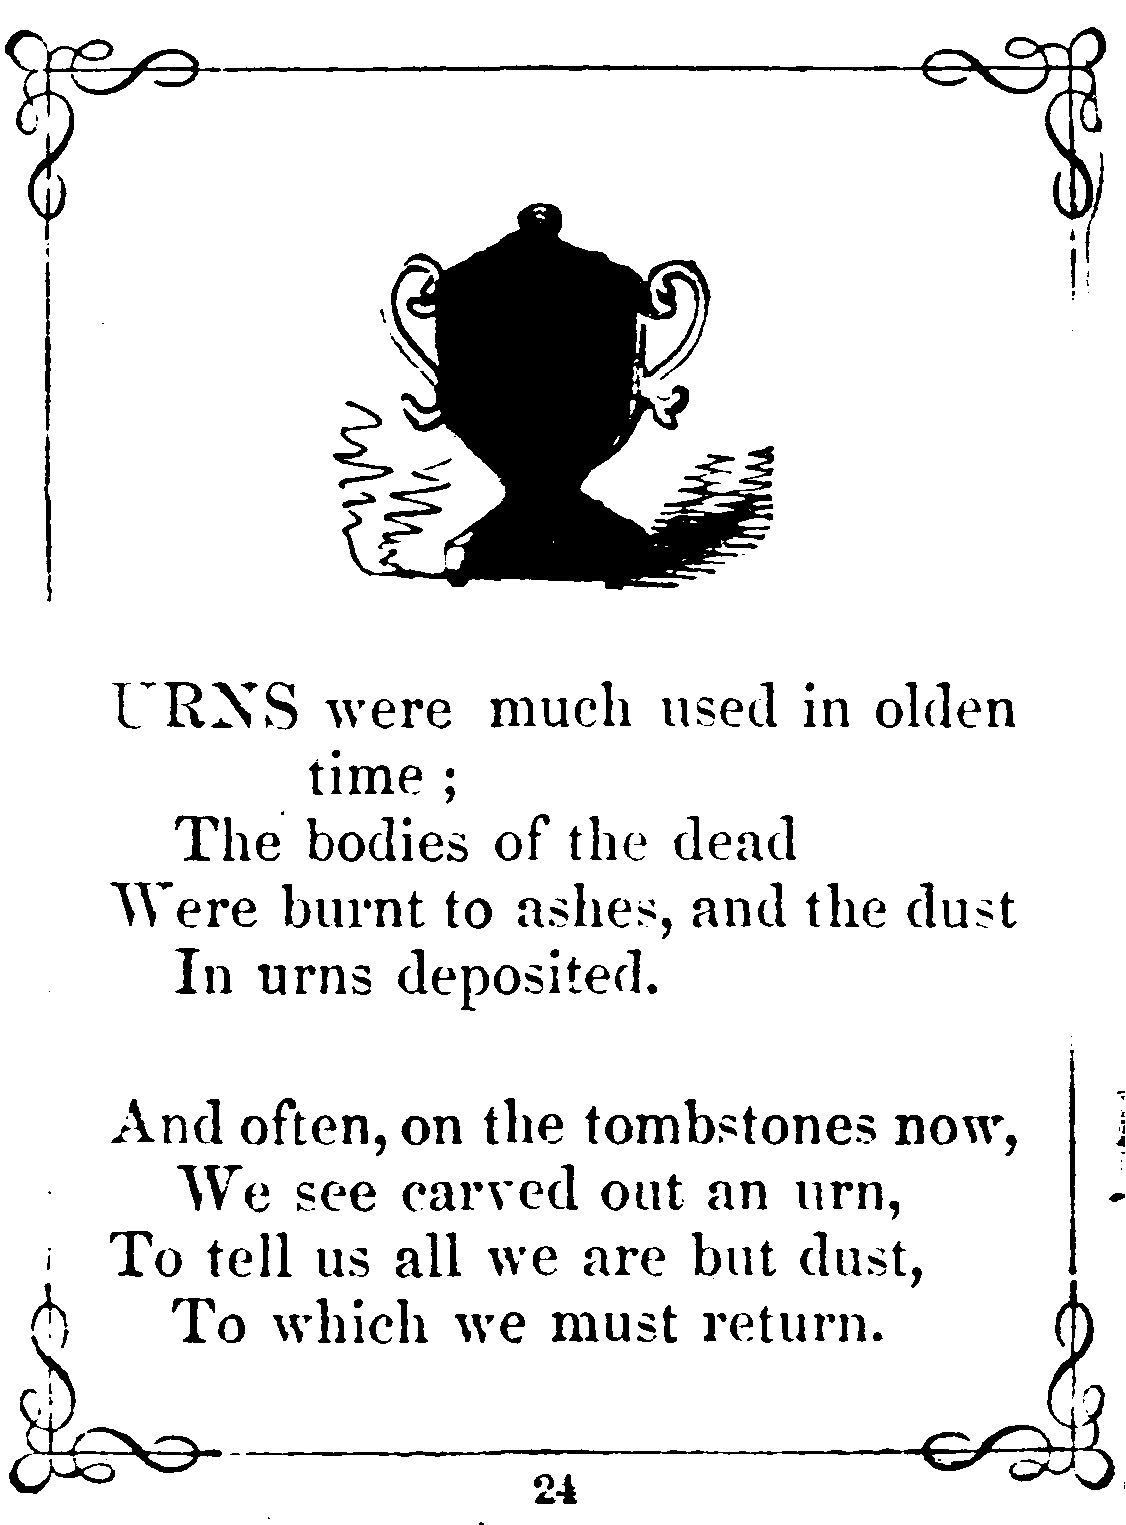 URNS were much used in olden
time ;
The bodies of the dead
Were burnt to ashes, and the dust
In urns deposited.
And often, on the tombstones now,
We see carved out an urn,
To tell us all we are but dust,
To which we must return.
24